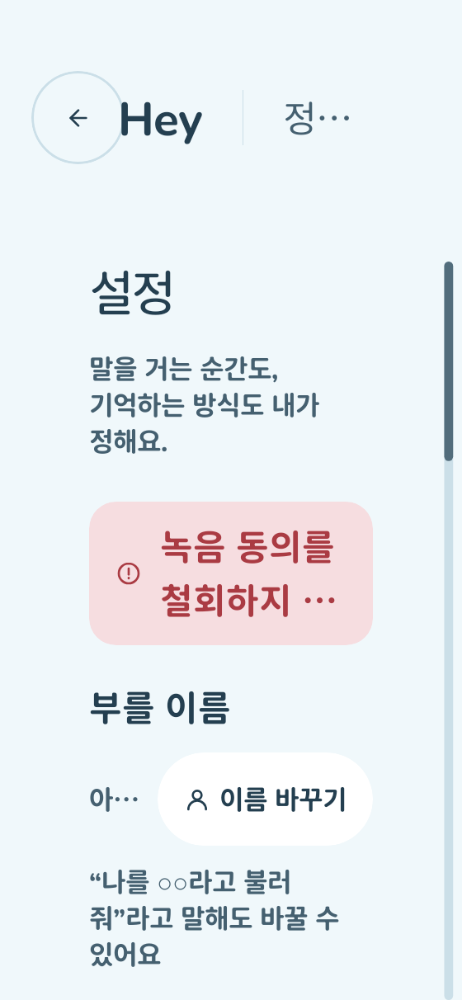 Hey
정…
설정
말을 거는 순간도,
기억하는 방식도 내가
정해요.
녹음 동의를
철회하지 …
부를 이름
아…
이름 바꾸기
“나를 ○○라고 불러
줘”라고 말해도 바꿀 수
있어요